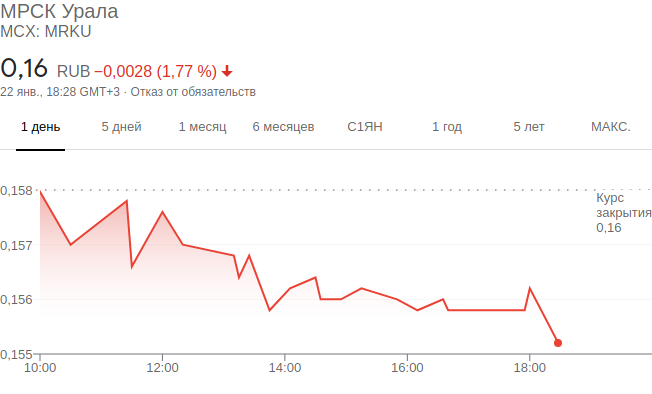 МРСК Урала
MCX: MRKU
0,16 RUB −0,0028 (1,77 %)
22 янв., 18:28 GMT+3 · Отказ от обязательств
1 день 5 дней 1 месяц 6 месяцев С1ЯН 1 год 5 лет МАКС.
0,158
Курс
закрытия
0,16
0,157
0,156
0,155
10:00 12:00 14:00 16:00 18:00